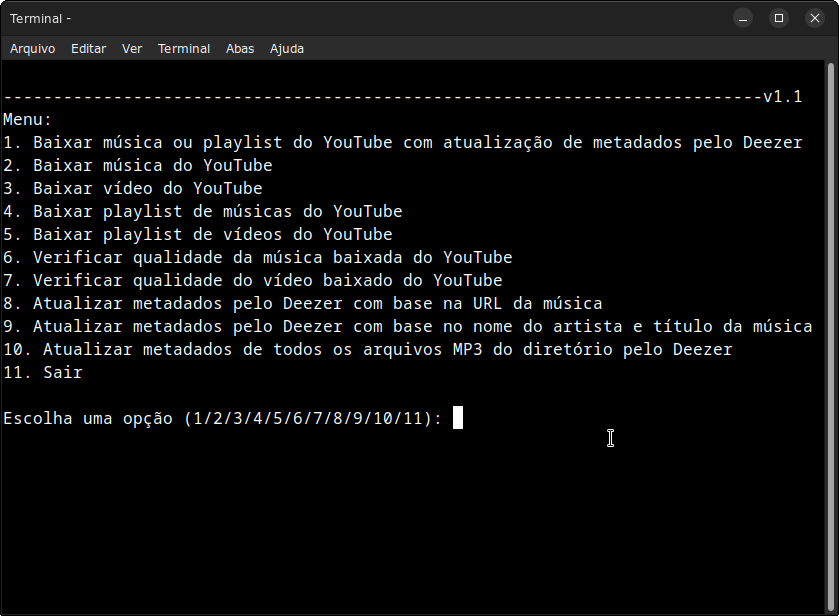 Terminal -
Arquivo Editar Ver Terminal Abas Ajuda
----------------------------------------------------------------------------v1.1
Menu:
1. Baixar música ou playlist do YouTube com atualização de metadados pelo Deezer
2. Baixar música do YouTube
3. Baixar vídeo do YouTube
4. Baixar playlist de músicas do YouTube
5. Baixar playlist de vídeos do YouTube
6. Verificar qualidade da música baixada do YouTube
7. Verificar qualidade do vídeo baixado do YouTube
8. Atualizar metadados pelo Deezer com base na URL da música
9. Atualizar metadados pelo Deezer com base no nome do artista e título da música
10. Atualizar metadados de todos os arquivos MP3 do diretório pelo Deezer
11. Sair
Escolha uma opção (1/2/3/4/5/6/7/8/9/10/11):